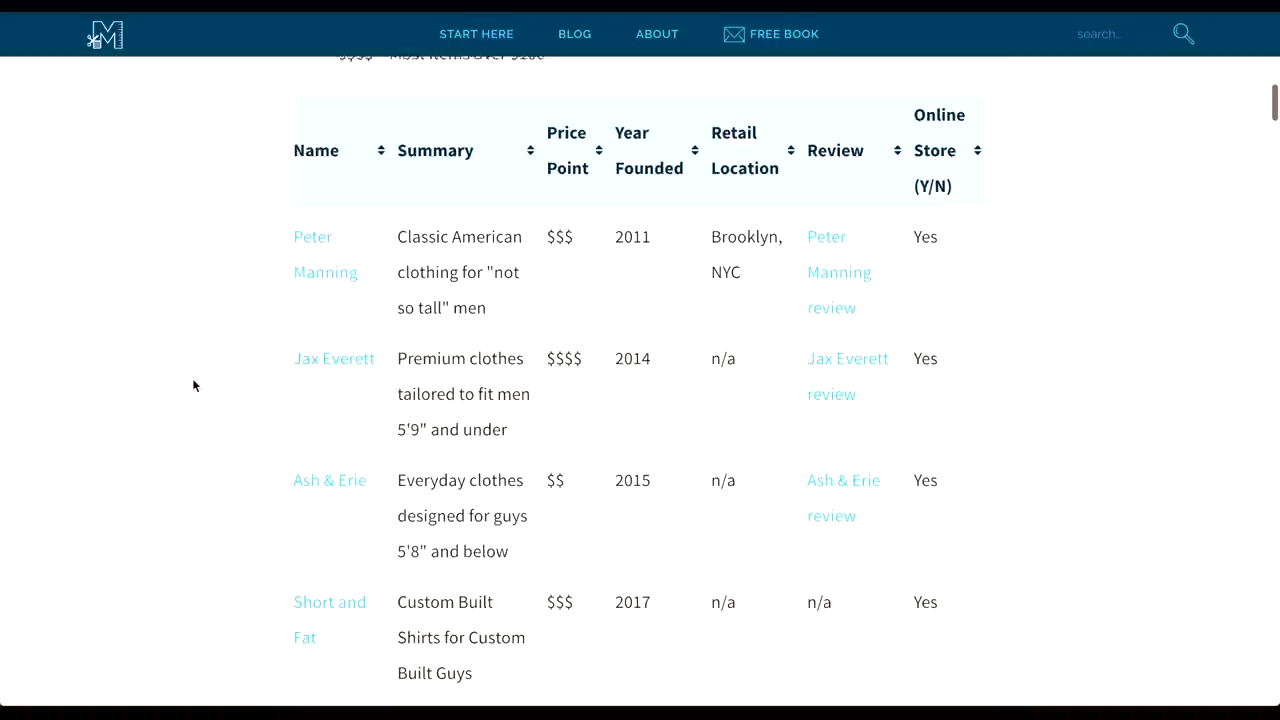 START HERE BLOG ABOUT FREE BOOK search...
Name Summary Price Point Year Founded Retail Location Review Online Store (Y/N)
Peter Classic American $$$ 2011 Brooklyn, Peter Yes
Manning clothing for "not NYC Manning
so tall" men review
Jax Everett Premium clothes $$$$ 2014 n/a Jax Everett Yes
tailored to fit men review
5'9" and under
Ash & Erie Everyday clothes $$ 2015 n/a Ash & Erie Yes
designed for guys review
5'8" and below
Short and Custom Built $$$ 2017 n/a n/a Yes
Fat Shirts for Custom
Built Guys